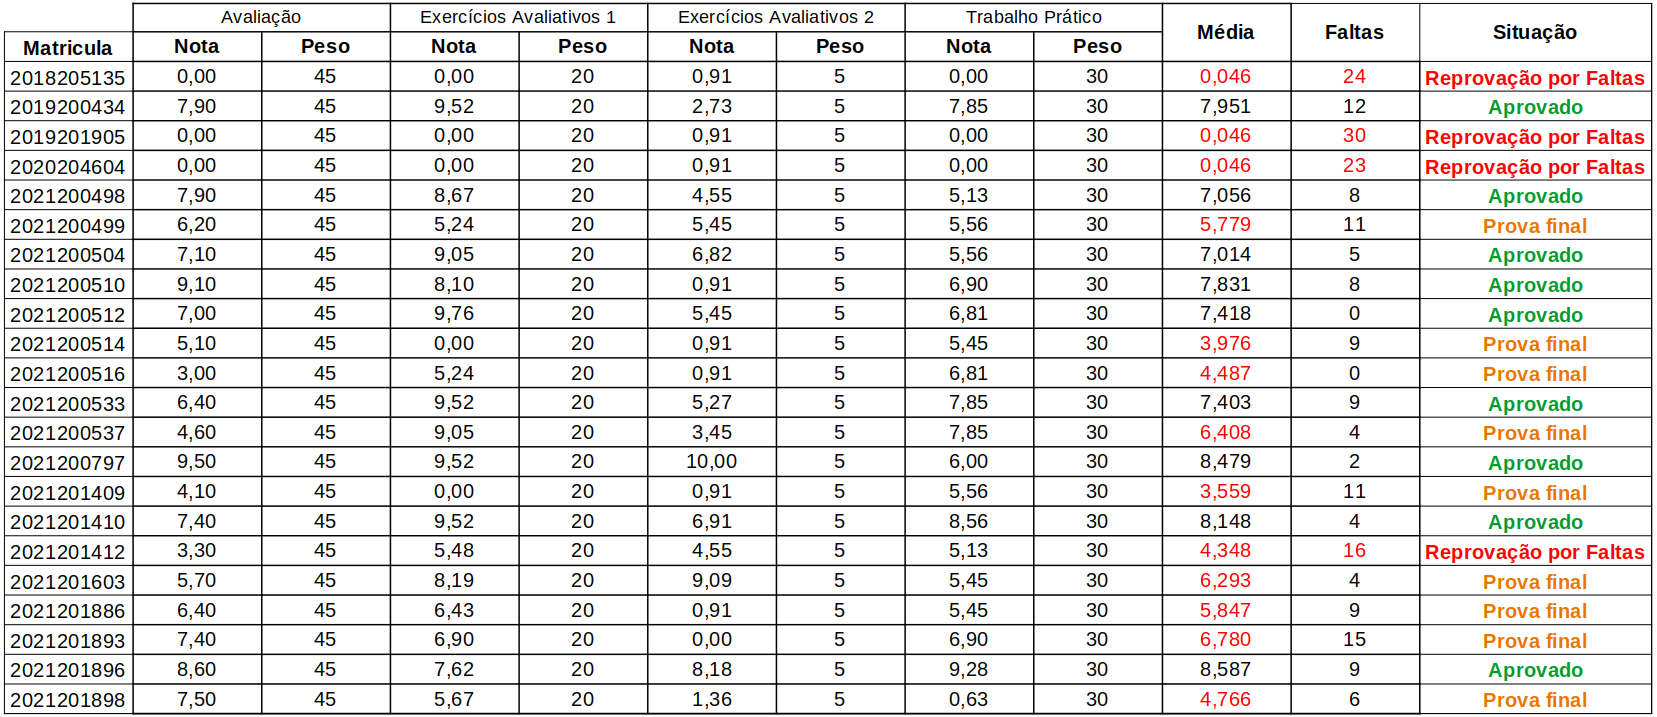 Avaliação Exercícios Avaliativos 1 Exercícios Avaliativos 2 Trabalho Prático Média Faltas Situação
Matricula Nota Peso Nota Peso Nota Peso Nota Peso
2018205135 0,00 45 0,00 20 0,91 5 0,00 30 0,046 24 Reprovação por Faltas
2019200434 7,90 45 9,52 20 2,73 5 7,85 30 7,951 12 Aprovado
2019201905 0,00 45 0,00 20 0,91 5 0,00 30 0,046 30 Reprovação por Faltas
2020204604 0,00 45 0,00 20 0,91 5 0,00 30 0,046 23 Reprovação por Faltas
2021200498 7,90 45 8,67 20 4,55 5 5,13 30 7,056 8 Aprovado
2021200499 6,20 45 5,24 20 5,45 5 5,56 30 5,779 11 Prova final
2021200504 7,10 45 9,05 20 6,82 5 5,56 30 7,014 5 Aprovado
2021200510 9,10 45 8,10 20 0,91 5 6,90 30 7,831 8 Aprovado
2021200512 7,00 45 9,76 20 5,45 5 6,81 30 7,418 0 Aprovado
2021200514 5,10 45 0,00 20 0,91 5 5,45 30 3,976 9 Prova final
2021200516 3,00 45 5,24 20 0,91 5 6,81 30 4,487 0 Prova final
2021200533 6,40 45 9,52 20 5,27 5 7,85 30 7,403 9 Aprovado
2021200537 4,60 45 9,05 20 3,45 5 7,85 30 6,408 4 Prova final
2021200797 9,50 45 9,52 20 10,00 5 6,00 30 8,479 2 Aprovado
2021201409 4,10 45 0,00 20 0,91 5 5,56 30 3,559 11 Prova final
2021201410 7,40 45 9,52 20 6,91 5 8,56 30 8,148 4 Aprovado
2021201412 3,30 45 5,48 20 4,55 5 5,13 30 4,348 16 Reprovação por Faltas
2021201603 5,70 45 8,19 20 9,09 5 5,45 30 6,293 4 Prova final
2021201886 6,40 45 6,43 20 0,91 5 5,45 30 5,847 9 Prova final
2021201893 7,40 45 6,90 20 0,00 5 6,90 30 6,780 15 Prova final
2021201896 8,60 45 7,62 20 8,18 5 9,28 30 8,587 9 Aprovado
2021201898 7,50 45 5,67 20 1,36 5 0,63 30 4,766 6 Prova final